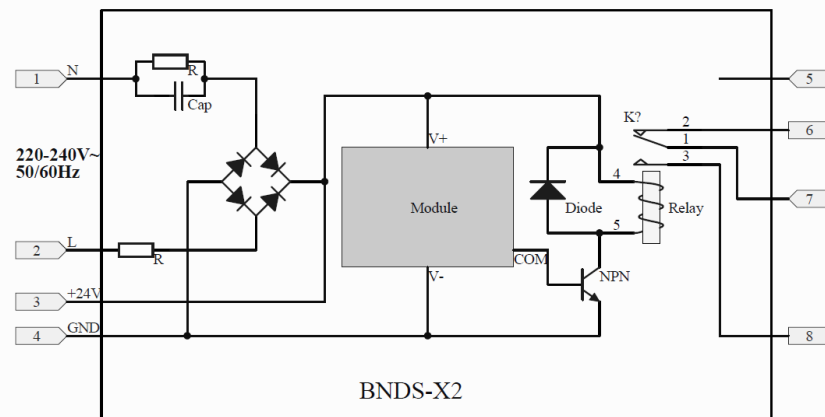 1
N
R
Cap
5
K?
2
6
1
3
V+
220-240V~
50/60Hz
4
7
Module
Diode
Relay
5
2
L
R
COM
V-
NPN
3
+24V
4
GND
8
BNDS-X2